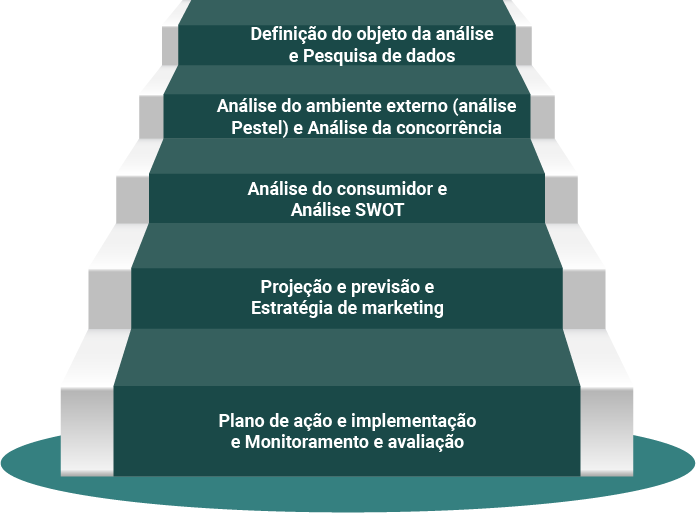 Definição do objeto da análise
e Pesquisa de dados
Análise do ambiente externo (análise
Pestel) e Análise da concorrência
Análise do consumidor e
Análise SWOT
Projeção e previsão e
Estratégia de marketing
Plano de ação e implementação
e Monitoramento e avaliação